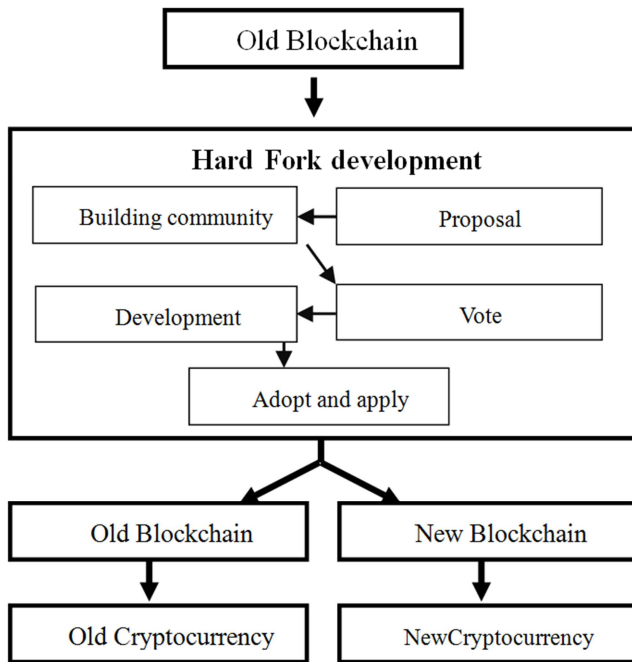 Old Blockchain
Hard Fork development
Building community
Proposal
Development
Vote
Adopt and apply
Old Blockchain
New Blockchain
Old Cryptocurrency
NewCryptocurrency